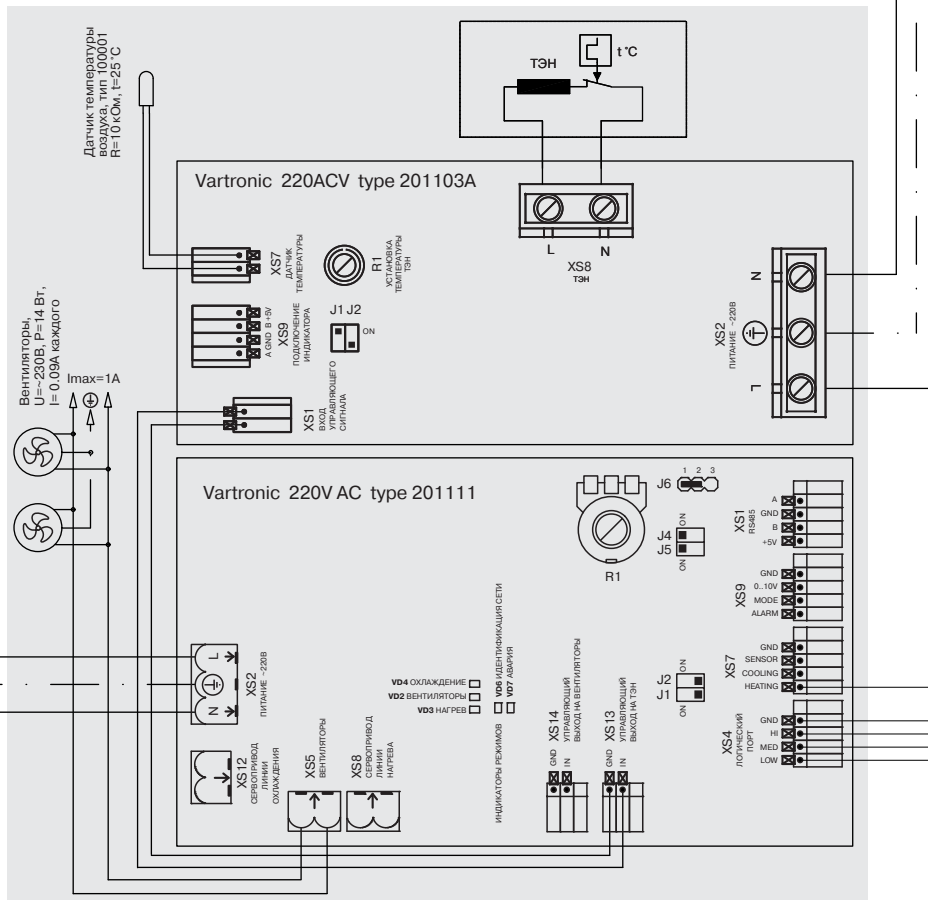 Датчик температуры
воздуха, тип 100001
R=10 кОм, t=25°C
ТЭН
t°C
Vartronic 220ACV type 201103A
L
N
XS8
ТЭН
XS7
ДАТЧИК
ТЕМПЕРАТУРЫ
R1
УСТАНОВКА
ТЕМПЕРАТУРЫ
ТЭН
A GND B +5V
XS9
ПОДКЛЮЧЕНИЕ
ИНДИКАТОРА
J1 J2
ON
XS1
ВХОД
УПРАВЛЯЮЩЕГО
СИГНАЛА
XS2
ПИТАНИЕ ~220В
N
L
Вентиляторы,
U=~230В, P=14 Вт,
I= 0.09А каждого
Imax=1A
Vartronic 220V AC type 201111
R1
J6
1 2 3
J4
J5
ON
ON
XS1
RS485
A
GND
B
+5V
XS9
GND
0..10V
MODE
ALARM
XS7
GND
SENSOR
COOLING
HEATING
XS4
ЛОГИЧЕСКИЙ
ПОРТ
GND
HI
MED
LOW
J2
J1
ON
ON
L
N
XS2
ПИТАНИЕ ~220В
VD4 ОХЛАЖДЕНИЕ
VD2 ВЕНТИЛЯТОРЫ
VD3 НАГРЕВ
ИНДИКАТОРЫ РЕЖИМОВ
VD6 ИДЕНТИФИКАЦИЯ СЕТИ
VD7 АВАРИЯ
XS14
УПРАВЛЯЮЩИЙ
ВЫХОД НА ВЕНТИЛЯТОРЫ
GND
IN
XS13
УПРАВЛЯЮЩИЙ
ВЫХОД НА ТЭН
GND
IN
XS12
СЕРВОПРИВОД
ЛИНИИ
ОХЛАЖДЕНИЯ
XS5
ВЕНТИЛЯТОРЫ
XS8
СЕРВОПРИВОД
ЛИНИИ
НАГРЕВА